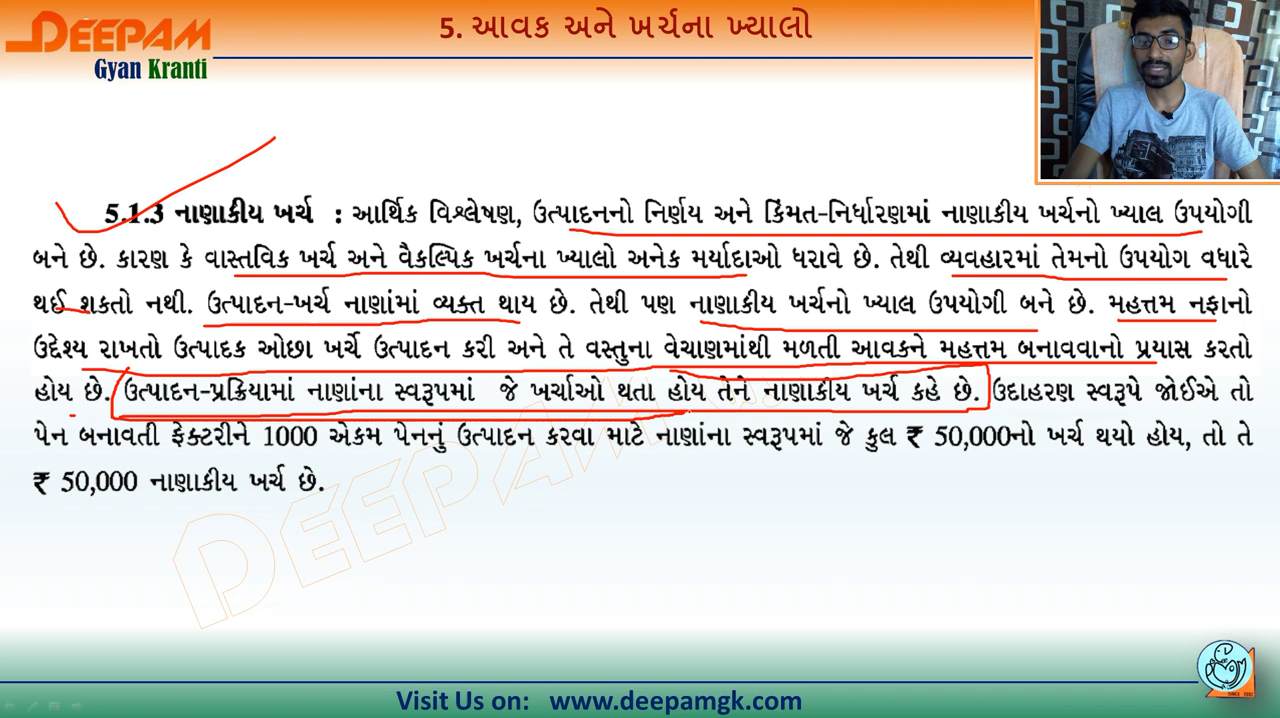 DEEPAM
Gyan Kranti
5. આવક અને ખર્ચના ખ્યાલો
5.1.3 નાણાકીય ખર્ચ : આર્થિક વિશ્લેષણ, ઉત્પાદનનો નિર્ણય અને કિંમત-નિર્ધારણમાં નાણાકીય ખર્ચનો ખ્યાલ ઉપયોગી
બને છે. કારણ કે વાસ્તવિક ખર્ચ અને વૈકલ્પિક ખર્ચના ખ્યાલો અનેક મર્યાદાઓ ધરાવે છે. તેથી વ્યવહારમાં તેમનો ઉપયોગ વધારે
થઈ શકતો નથી. ઉત્પાદન-ખર્ચ નાણાંમાં વ્યક્ત થાય છે. તેથી પણ નાણાકીય ખર્ચનો ખ્યાલ ઉપયોગી બને છે. મહત્તમ નફાનો
ઉદ્દેશ્ય રાખતો ઉત્પાદક ઓછા ખર્ચે ઉત્પાદન કરી અને તે વસ્તુના વેચાણમાંથી મળતી આવકને મહત્તમ બનાવવાનો પ્રયાસ કરતો
હોય છે. ઉત્પાદન-પ્રક્રિયામાં નાણાંના સ્વરૂપમાં જે ખર્ચાઓ થતા હોય તેને નાણાકીય ખર્ચ કહે છે. ઉદાહરણ સ્વરૂપે જોઈએ તો
પેન બનાવતી ફેક્ટરીને 1000 એકમ પેનનું ઉત્પાદન કરવા માટે નાણાંના સ્વરૂપમાં જે કુલ ₹ 50,000નો ખર્ચ થયો હોય, તો તે
₹ 50,000 નાણાકીય ખર્ચ છે.
DEEPAM
Visit Us on: www.deepamgk.com